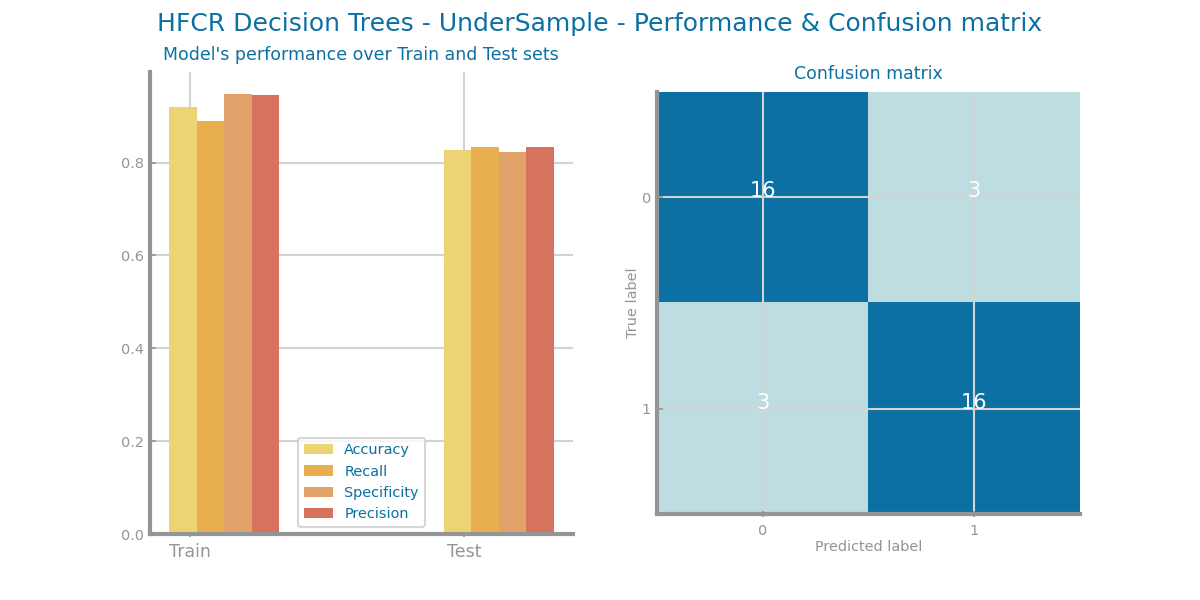 HFCR Decision Trees - UnderSample - Performance & Confusion matrix
Model's performance over Train and Test sets
0.8
0.6
0.4
0.2
0.0
Train
Test
Accuracy
Recall
Specificity
Precision
Confusion matrix
True label
0
1
16
3
3
16
0
1
Predicted label